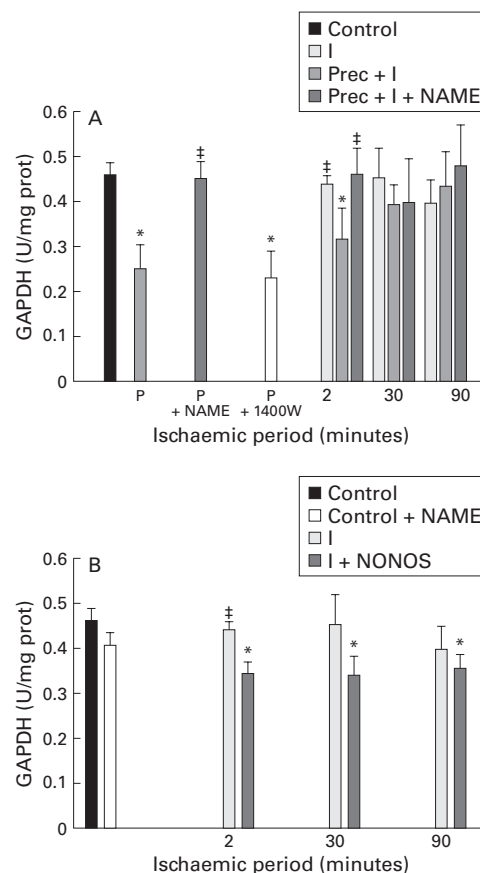 Control
I
Prec + I
Prec + I + NAME
A
GAPDH (U/mg prot)
0.6
0.5
0.4
0.3
0.2
0.1
0
*
‡
*
‡
*
‡
P
P
+ NAME
P
+ 1400W
2
30
90
Ischaemic period (minutes)
Control
Control + NAME
I
I + NONOS
B
GAPDH (U/mg prot)
0.6
0.5
0.4
0.3
0.2
0.1
0
‡
*
*
*
2
30
90
Ischaemic period (minutes)